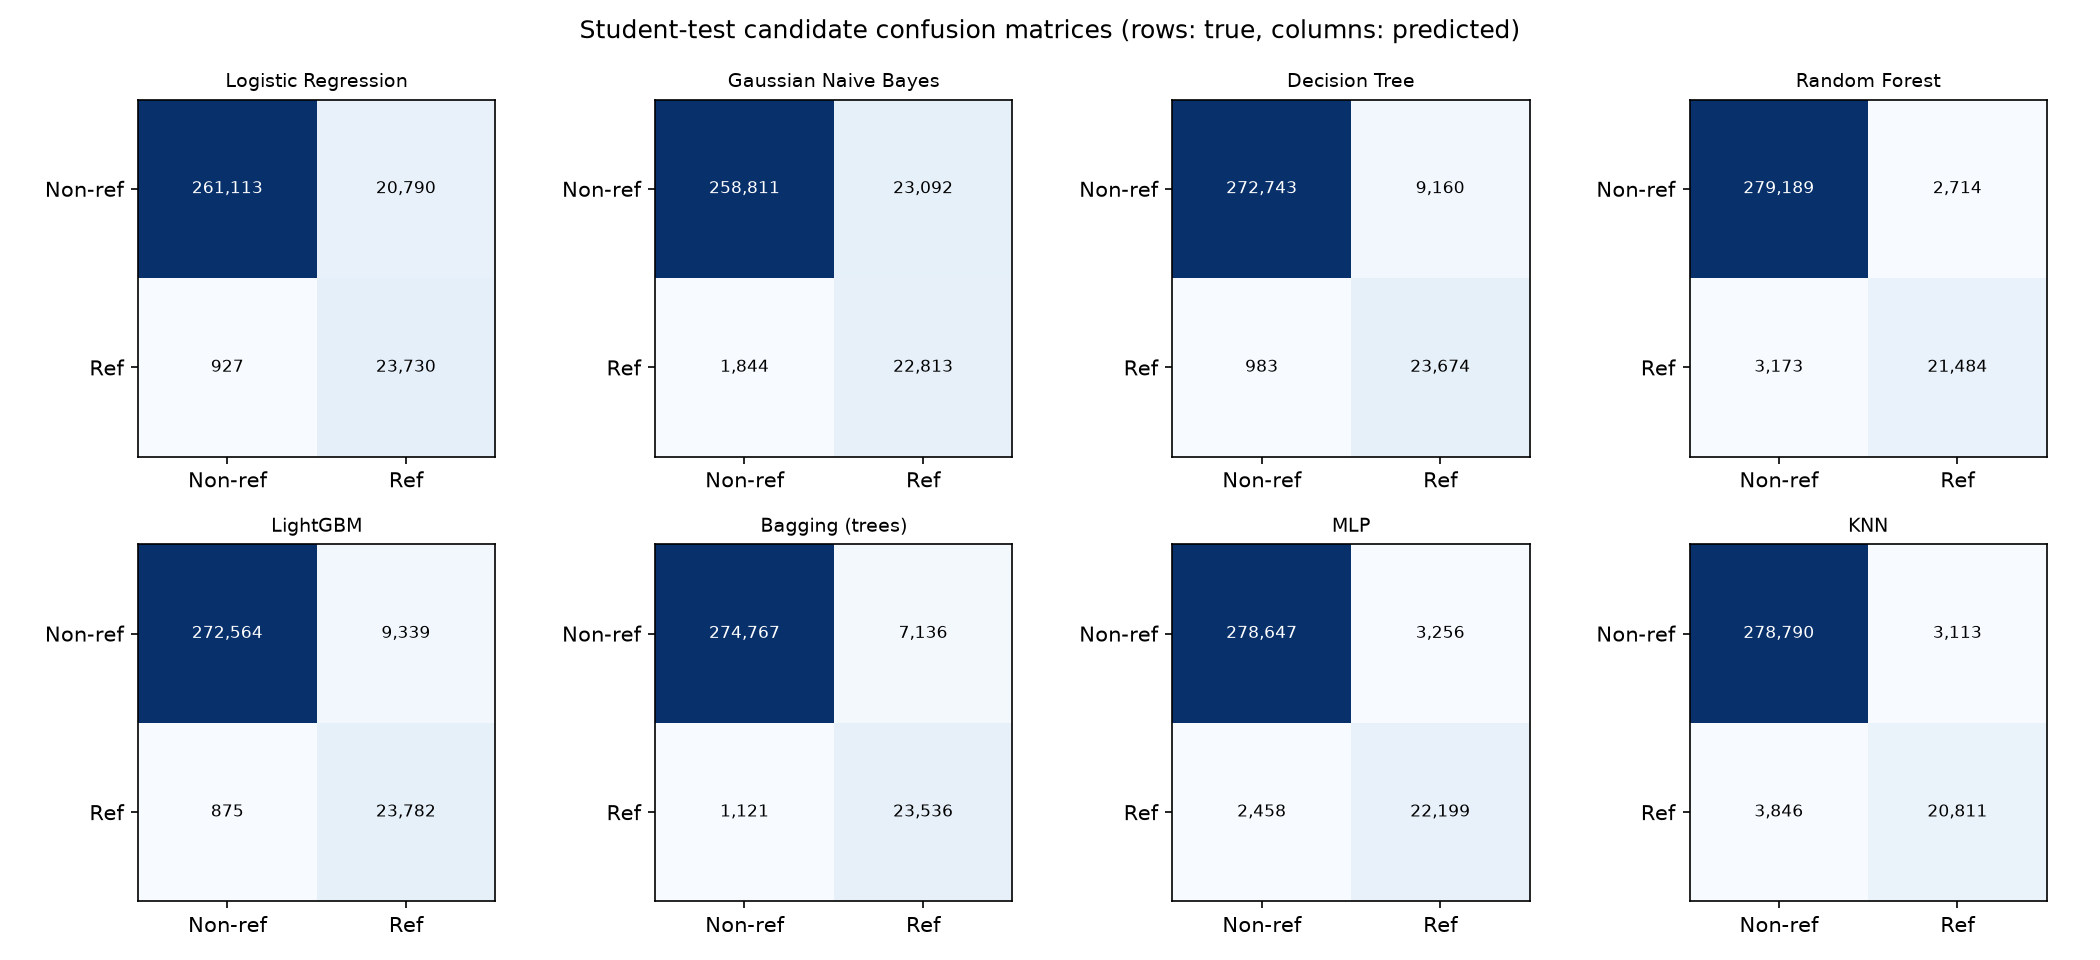 Student-test candidate confusion matrices (rows: true, columns: predicted)
Logistic Regression
Non-ref
261,113
20,790
Ref
927
23,730
Non-ref
Ref
Gaussian Naive Bayes
Non-ref
258,811
23,092
Ref
1,844
22,813
Non-ref
Ref
Decision Tree
Non-ref
272,743
9,160
Ref
983
23,674
Non-ref
Ref
Random Forest
Non-ref
279,189
2,714
Ref
3,173
21,484
Non-ref
Ref
LightGBM
Non-ref
272,564
9,339
Ref
875
23,782
Non-ref
Ref
Bagging (trees)
Non-ref
274,767
7,136
Ref
1,121
23,536
Non-ref
Ref
MLP
Non-ref
278,647
3,256
Ref
2,458
22,199
Non-ref
Ref
KNN
Non-ref
278,790
3,113
Ref
3,846
20,811
Non-ref
Ref